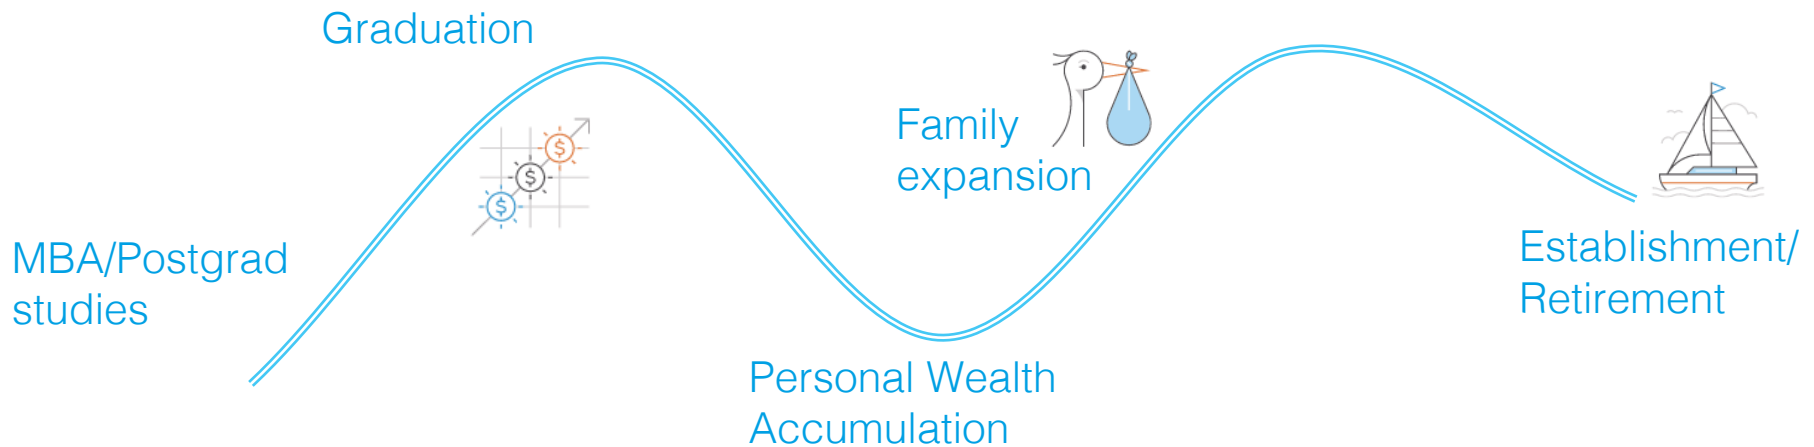 Graduation
MBA/Postgrad
studies
$
$
$
Personal Wealth
Accumulation
Family
expansion
Establishment/
Retirement